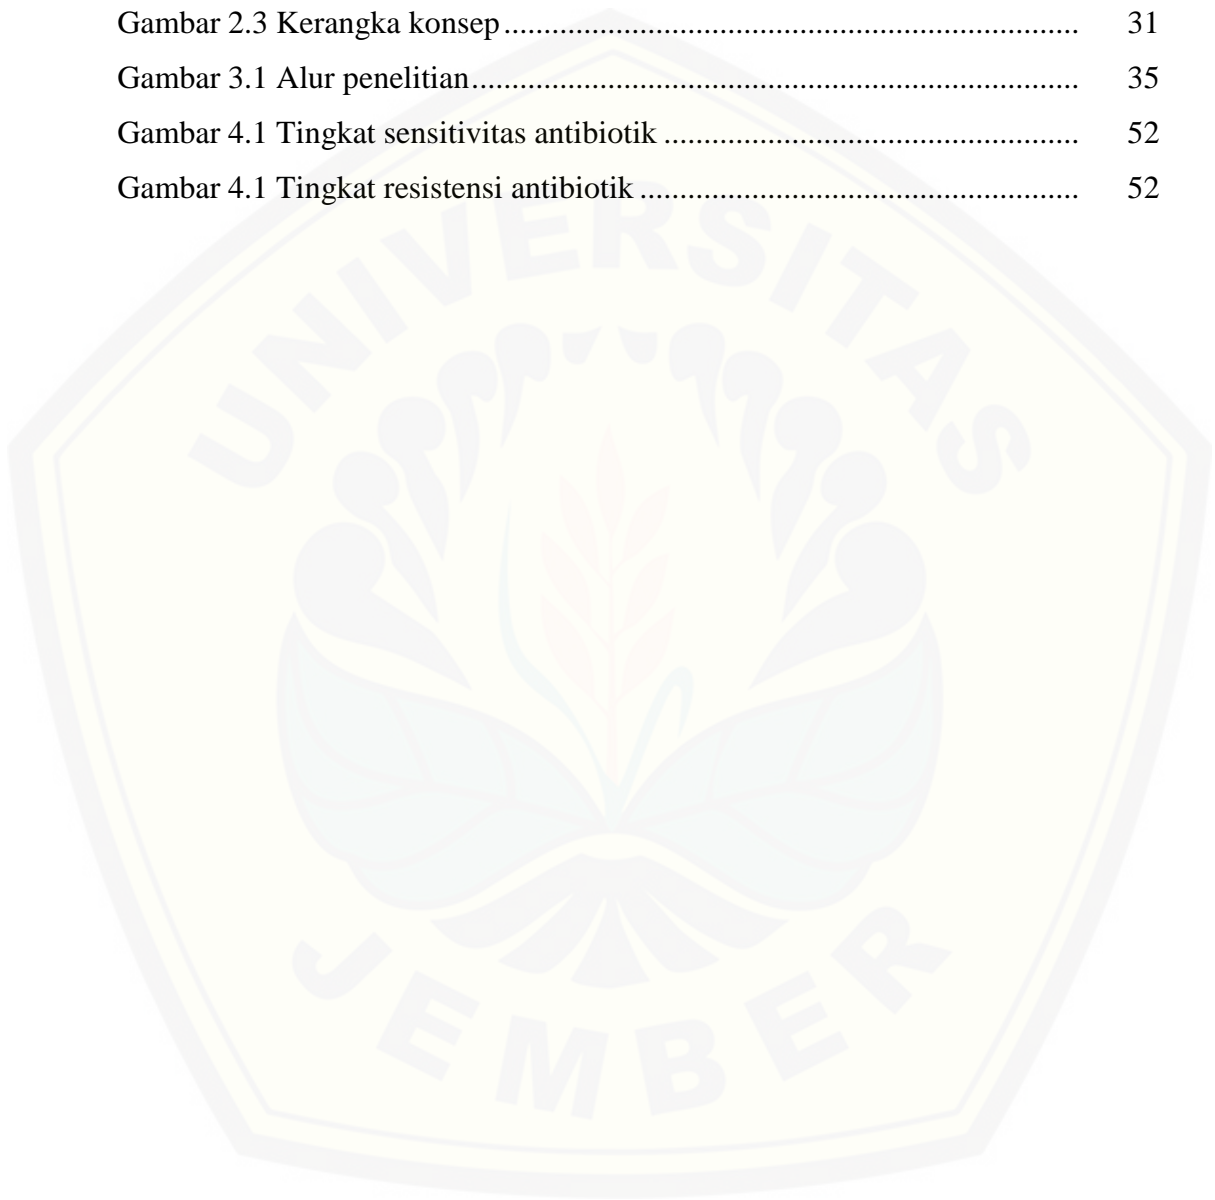 Gambar 2.3 Kerangka konsep ........................................................................ 31
Gambar 3.1 Alur penelitian............................................................................ 35
Gambar 4.1 Tingkat sensitivitas antibiotik .................................................... 52
Gambar 4.1 Tingkat resistensi antibiotik ....................................................... 52
UNIVERSITAS
JEMBER